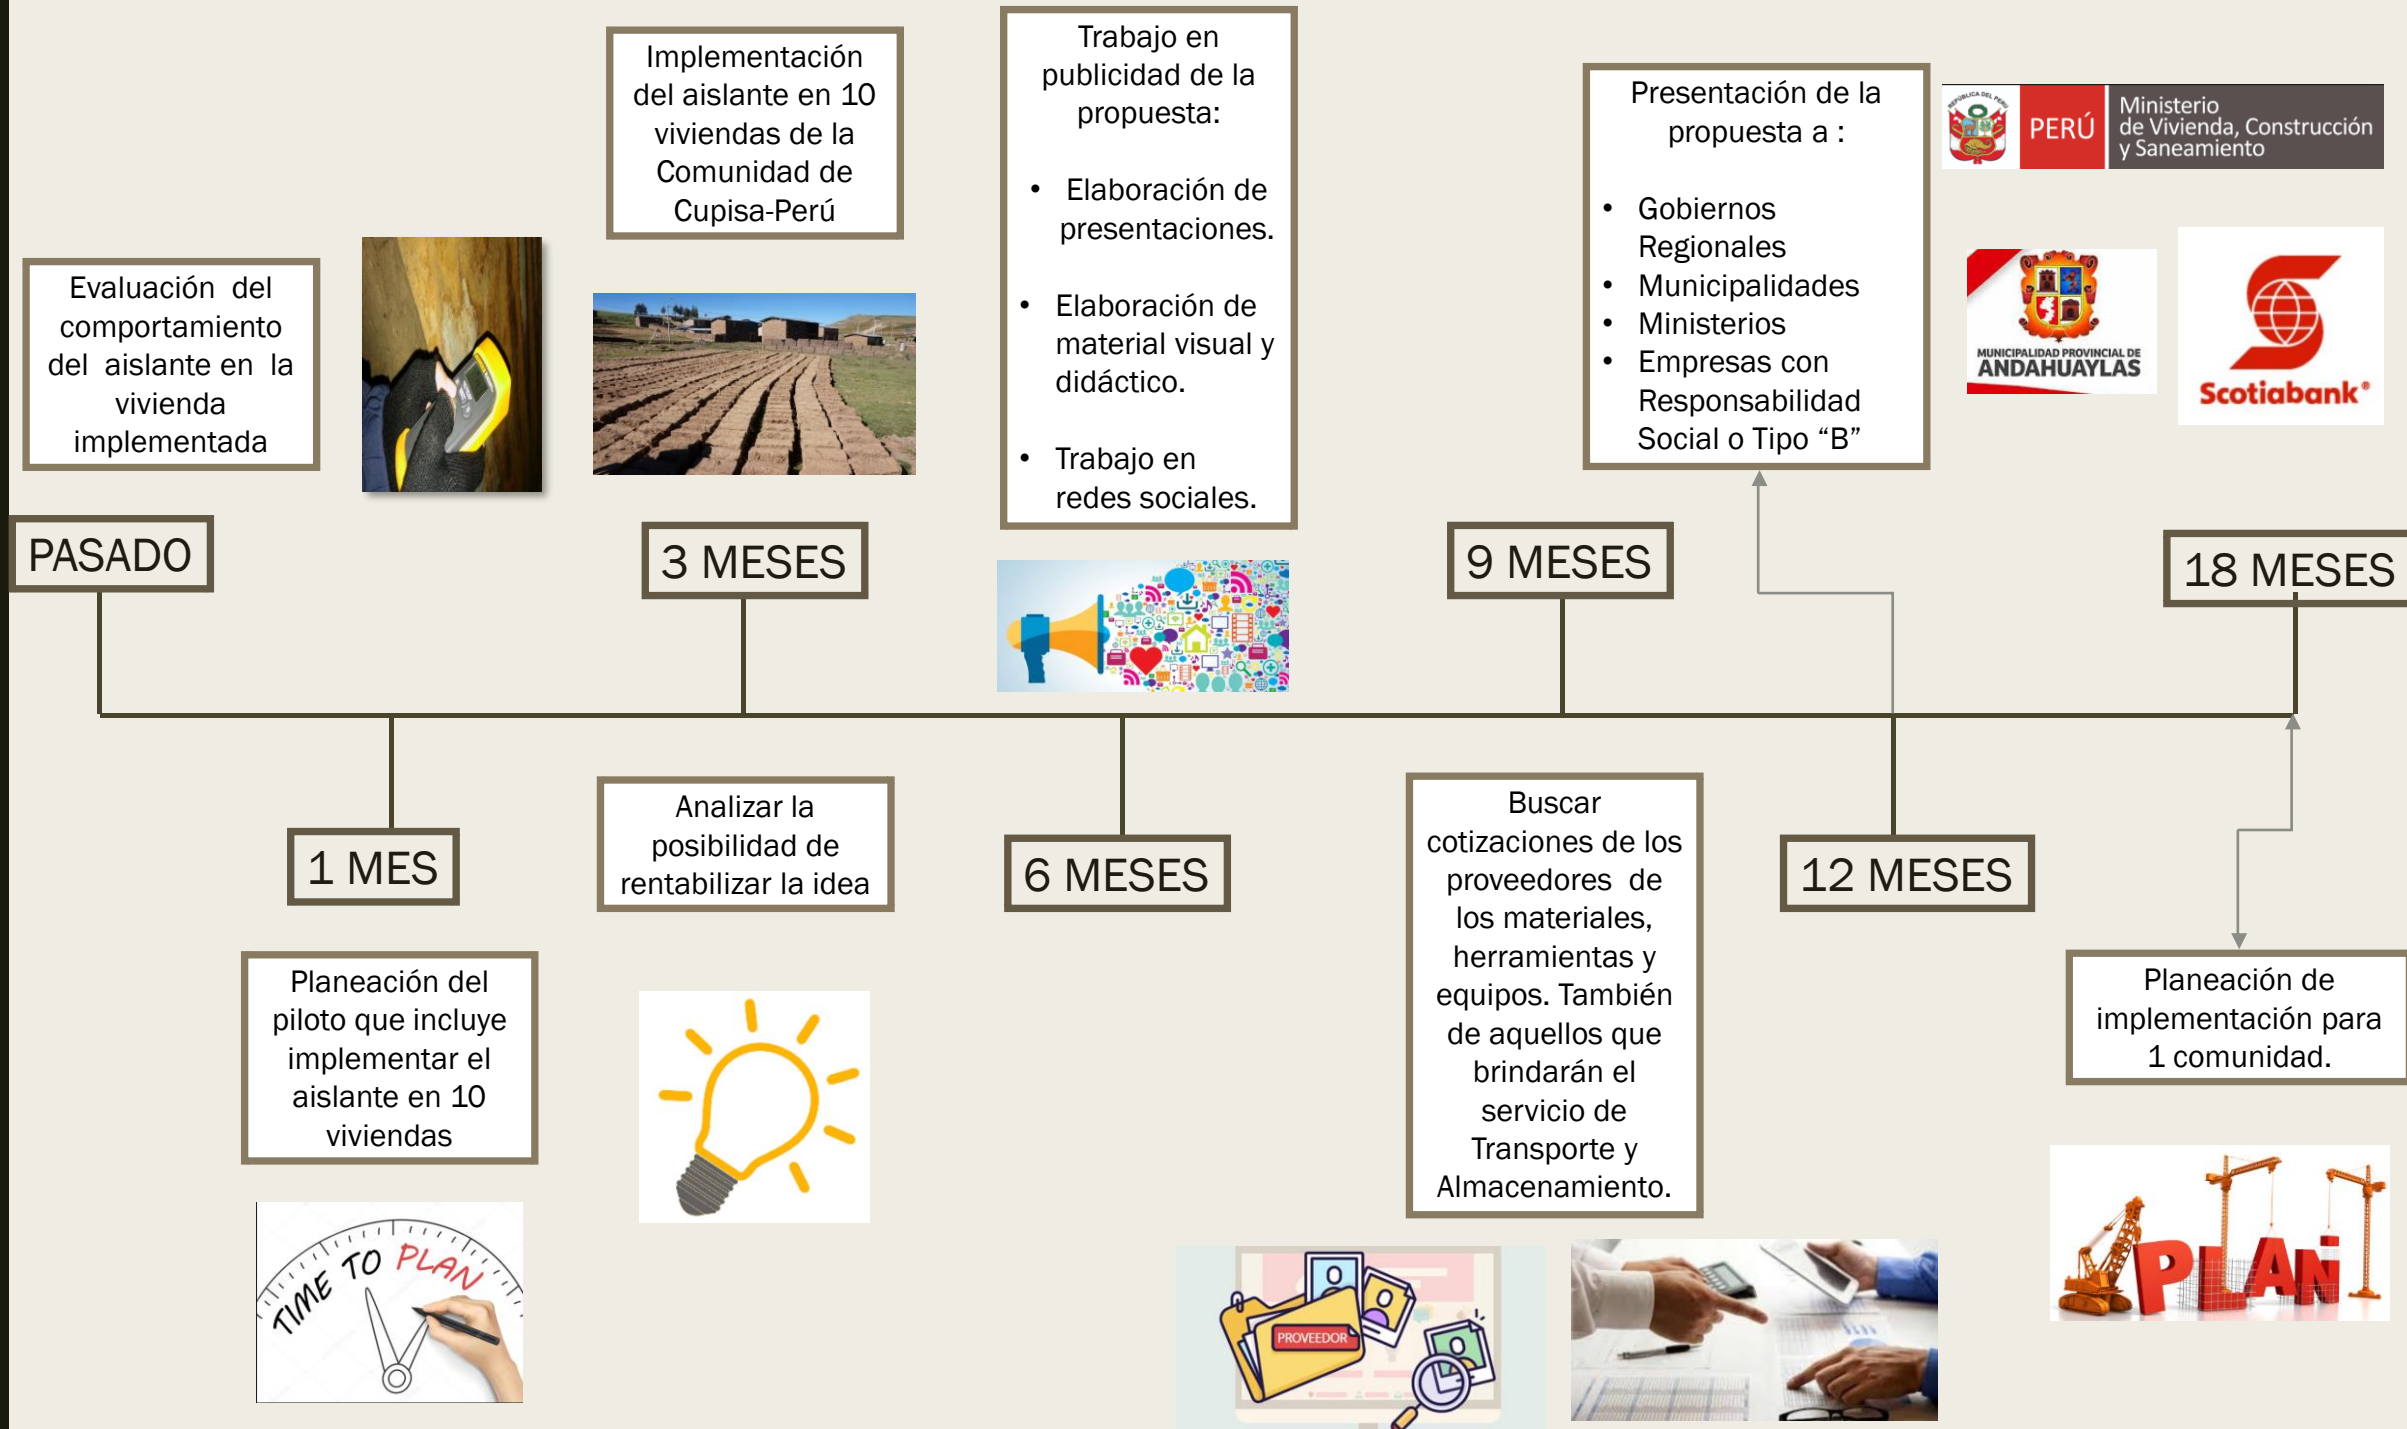 Evaluación del
comportamiento
del aislante en la
vivienda
implementada
PASADO
Implementación
del aislante en 10
viviendas de la
Comunidad de
Cupisa-Perú
3 MESES
Trabajo en
publicidad de la
propuesta:
• Elaboración de
presentaciones.
• Elaboración de
material visual y
didáctico.
• Trabajo en
redes sociales.
9 MESES
Presentación de la
propuesta a :
• Gobiernos
Regionales
• Municipalidades
• Ministerios
• Empresas con
Responsabilidad
Social o Tipo “B”
REPÚBLICA DEL PERÚ
PERÚ
Ministerio
de Vivienda, Construcción
y Saneamiento
MUNICIPALIDAD PROVINCIAL DE
ANDAHUAYLAS
Scotiabank®
18 MESES
1 MES
Planeación del
piloto que incluye
implementar el
aislante en 10
viviendas
TIME TO PLAN
Analizar la
posibilidad de
rentabilizar la idea
6 MESES
Buscar
cotizaciones de los
proveedores de
los materiales,
herramientas y
equipos. También
de aquellos que
brindarán el
servicio de
Transporte y
Almacenamiento.
PROVEEDOR
12 MESES
Planeación de
implementación para
1 comunidad.
PLAN